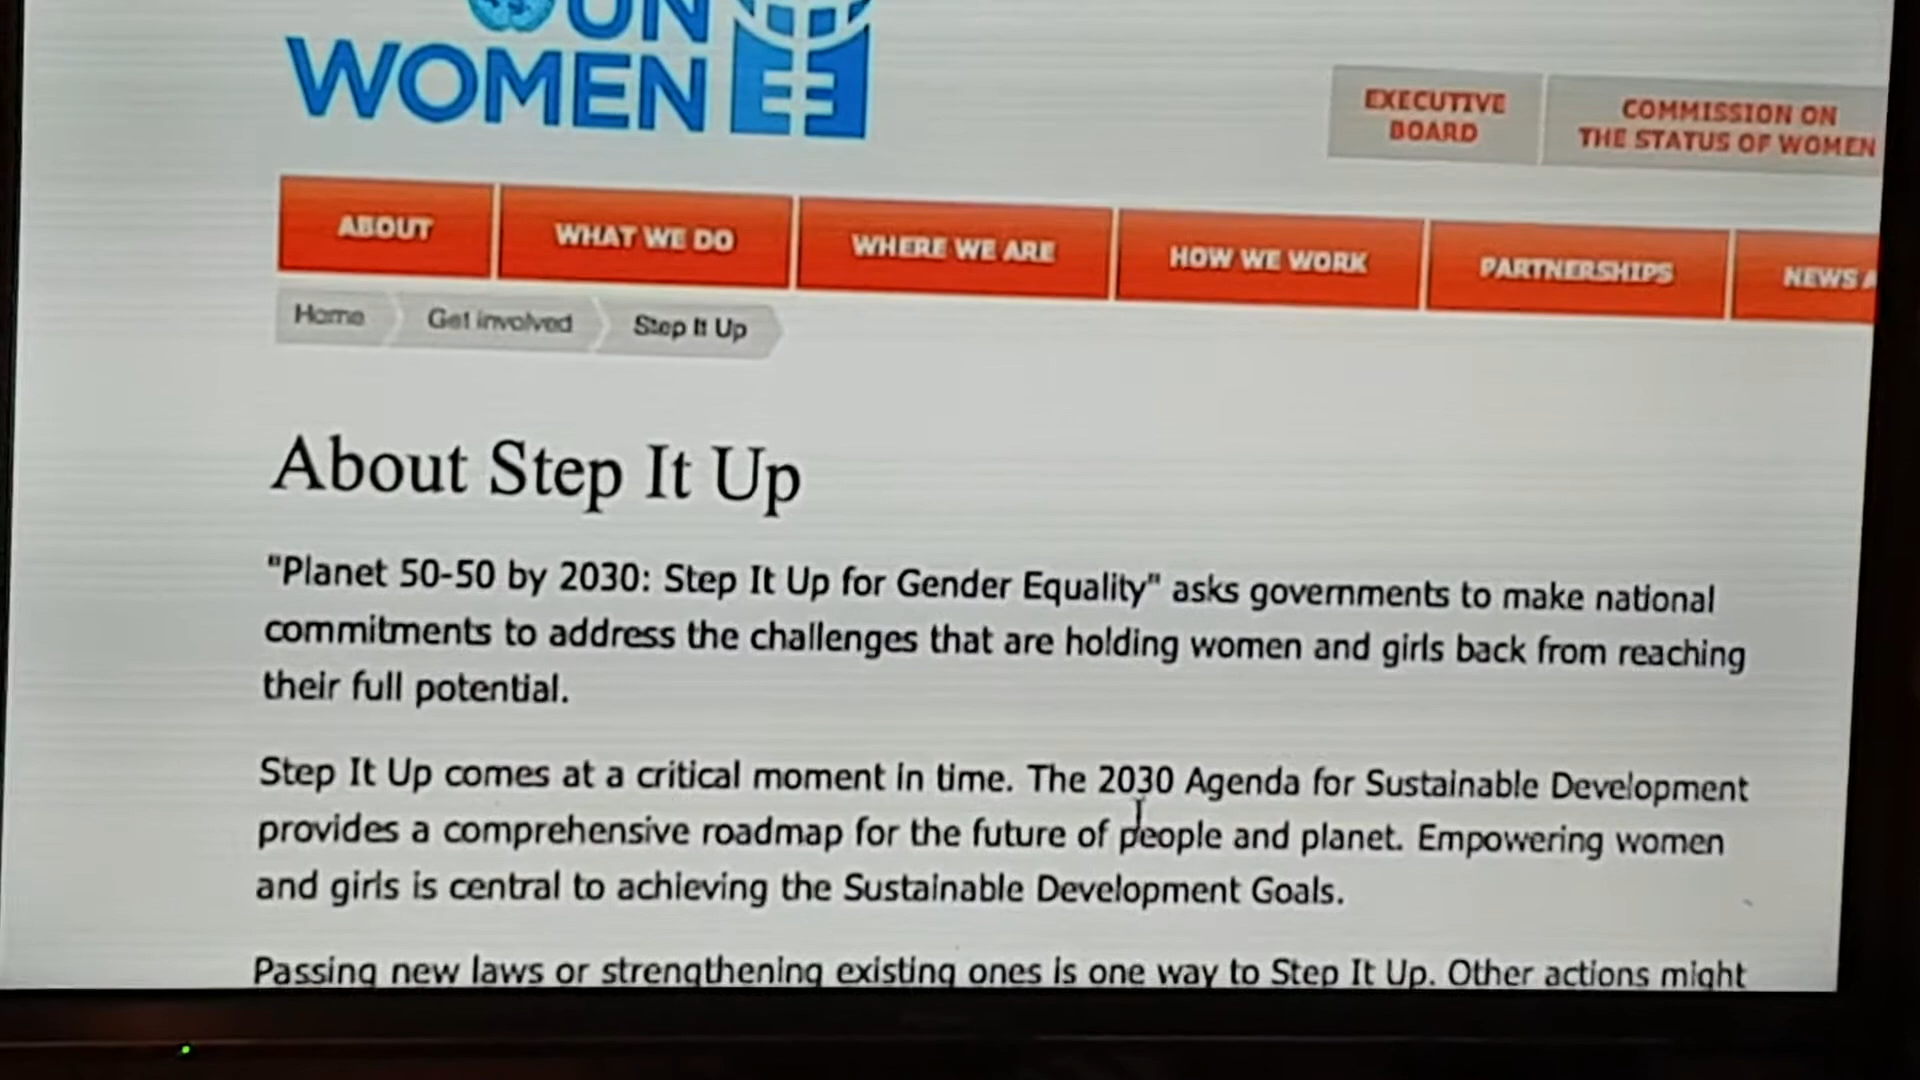 UN
WOMEN
EXECUTIVE
BOARD
COMMISSION ON
THE STATUS OF WOMEN
ABOUT
WHAT WE DO
WHERE WE ARE
HOW WE WORK
PARTNERSHIPS
NEWS A
Home
Get involved
Step It Up
About Step It Up
"Planet 50-50 by 2030: Step It Up for Gender Equality" asks governments to make national
commitments to address the challenges that are holding women and girls back from reaching
their full potential.
Step It Up comes at a critical moment in time. The 2030 Agenda for Sustainable Development
provides a comprehensive roadmap for the future of people and planet. Empowering women
and girls is central to achieving the Sustainable Development Goals.
Passing new laws or strengthening existing ones is one way to Step It Up. Other actions might